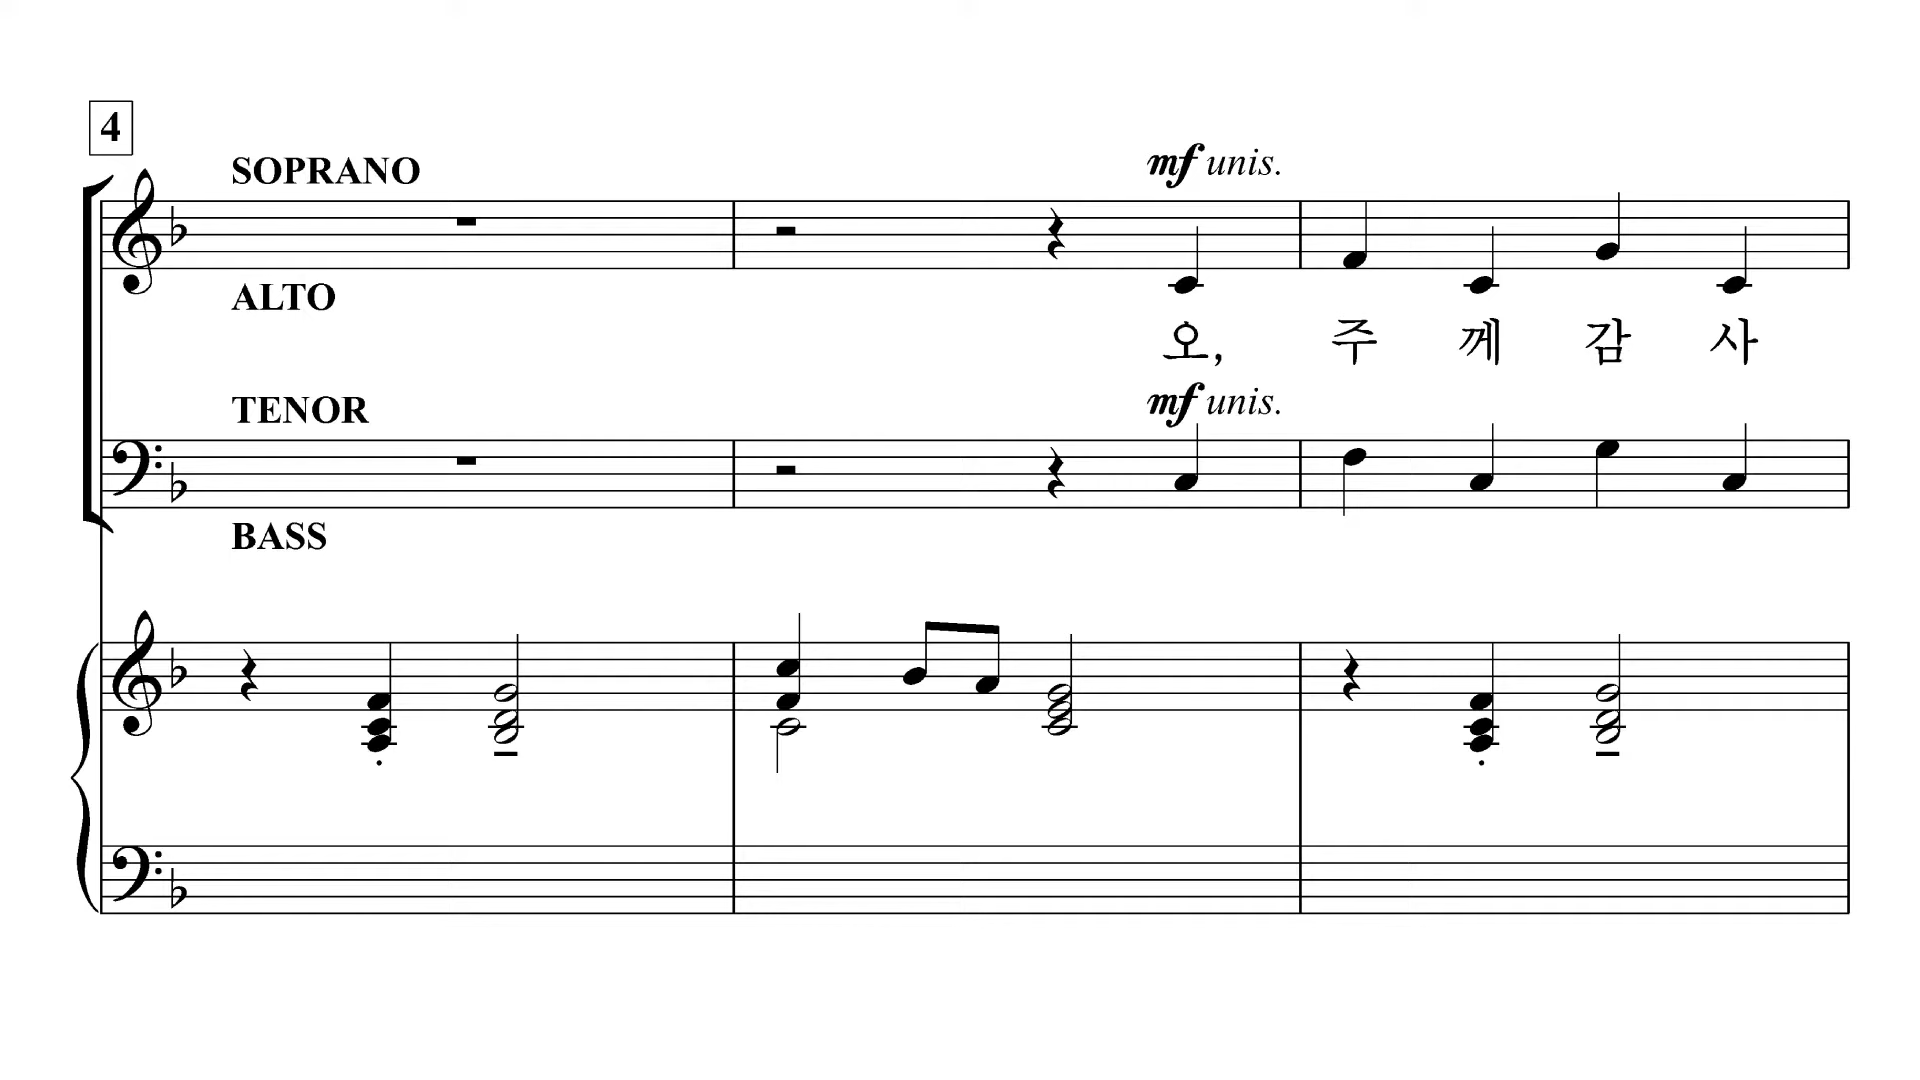 4
SOPRANO
mf unis.
ALTO
오, 주 께 감 사
TENOR
mf unis.
BASS